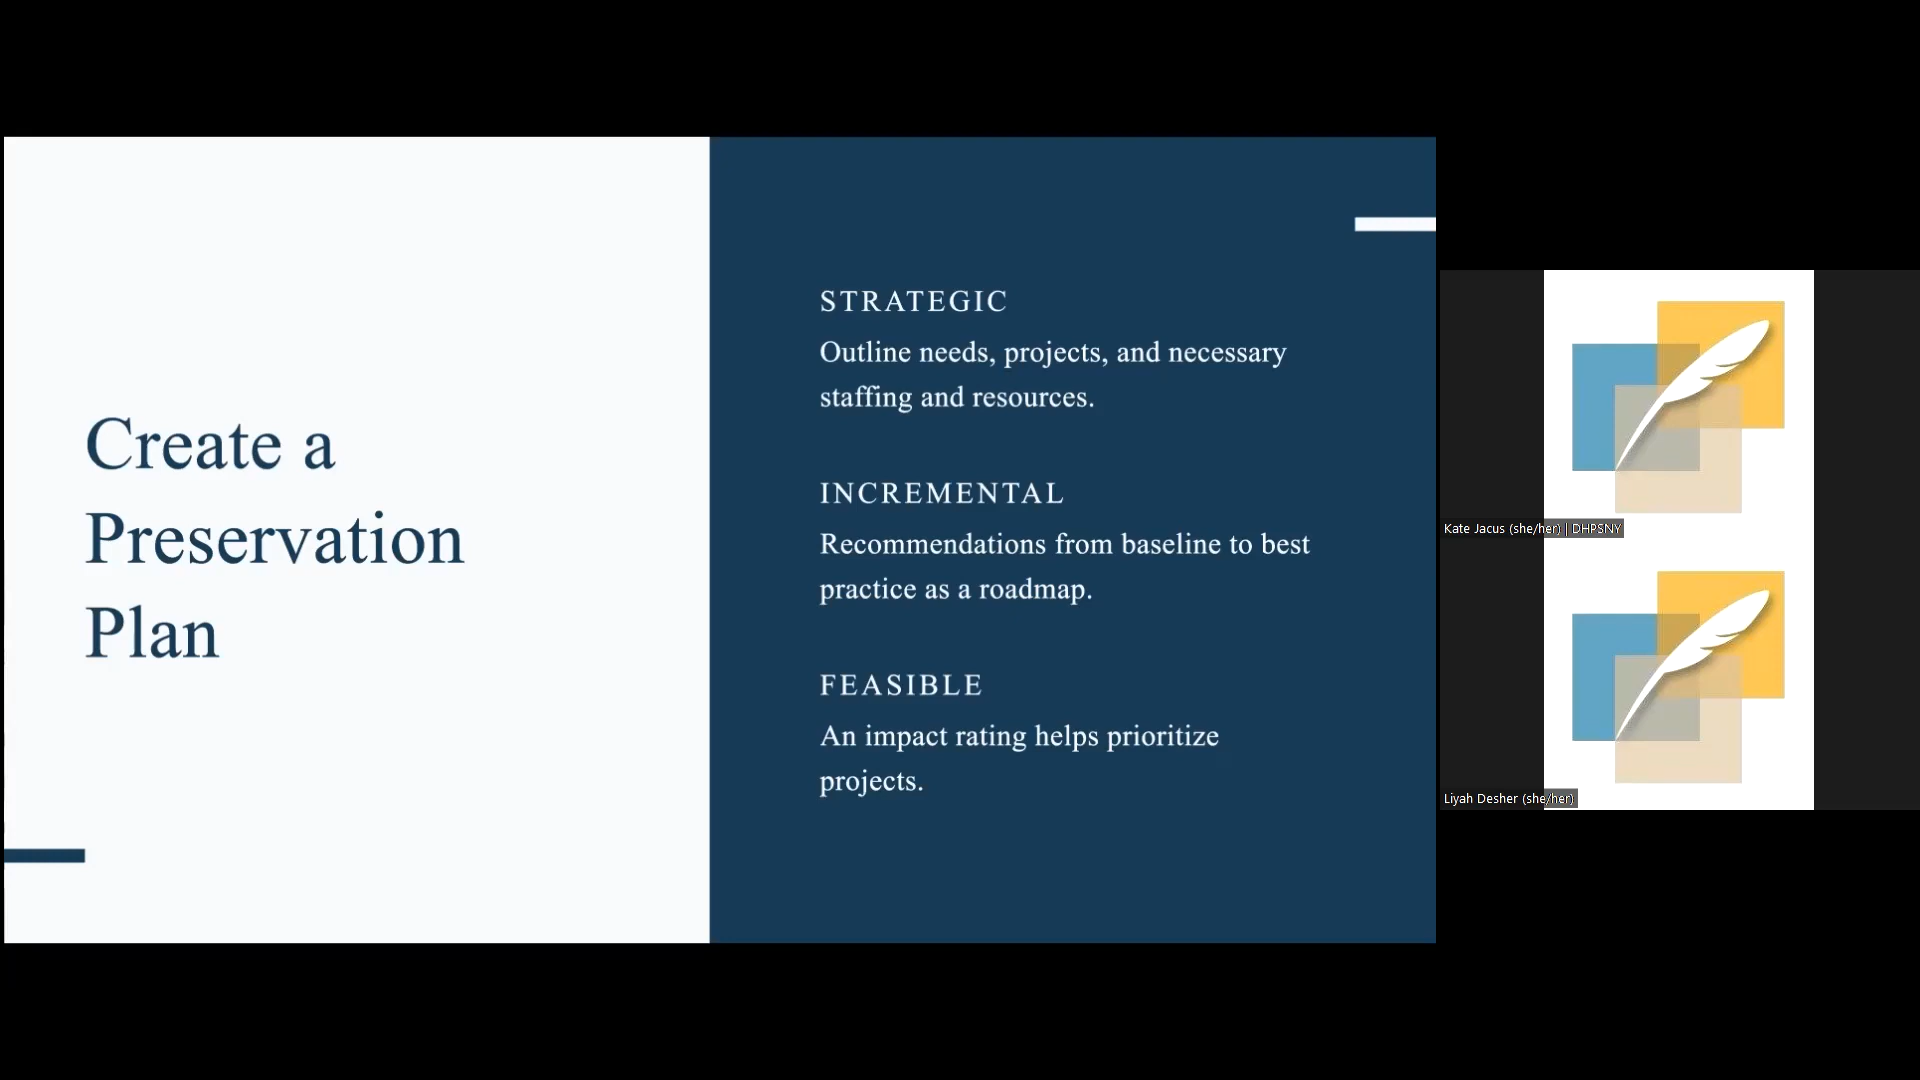 Create a
Preservation
Plan
STRATEGIC
Outline needs, projects, and necessary
staffing and resources.
INCREMENTAL
Recommendations from baseline to best
practice as a roadmap.
FEASIBLE
An impact rating helps prioritize
projects.
Kate Jacus (she/her) | DHPSNY
Liyah Desher (she/her)